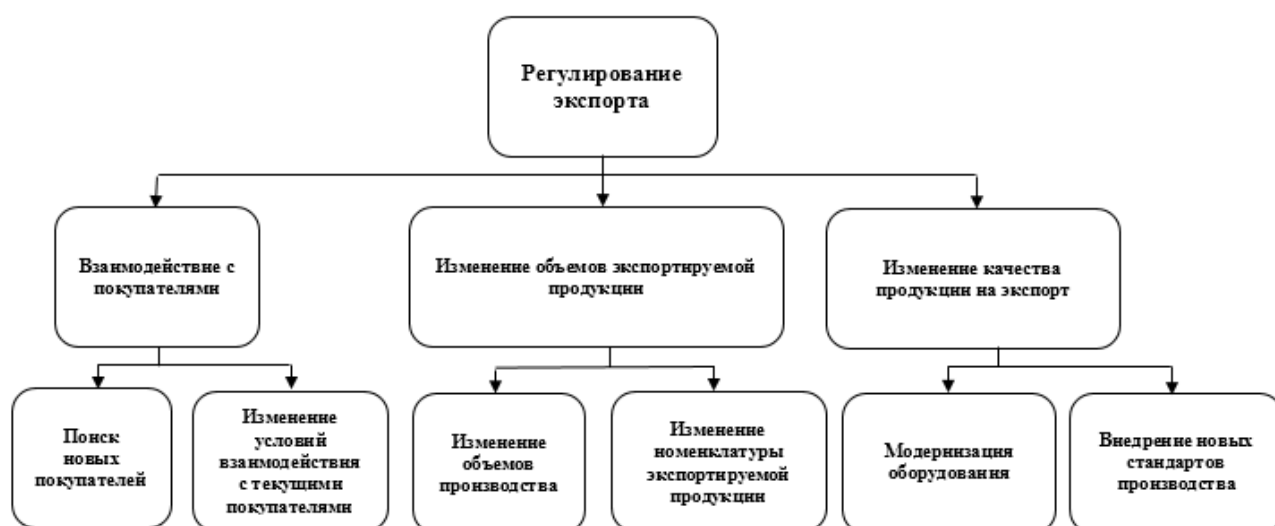 Регулирование
экспорта
Взаимодействие с
покупателями
Изменение объемов экспортируемой
продукции
Изменение качества
продукции на экспорт
Поиск
новых
покупателей
Изменение
условий
взаимодействия
с текущими
покупателями
Изменение
объемов
производства
Изменение
номенклатуры
экспортируемой
продукции
Модернизация
оборудования
Внедрение новых
стандартов
производства